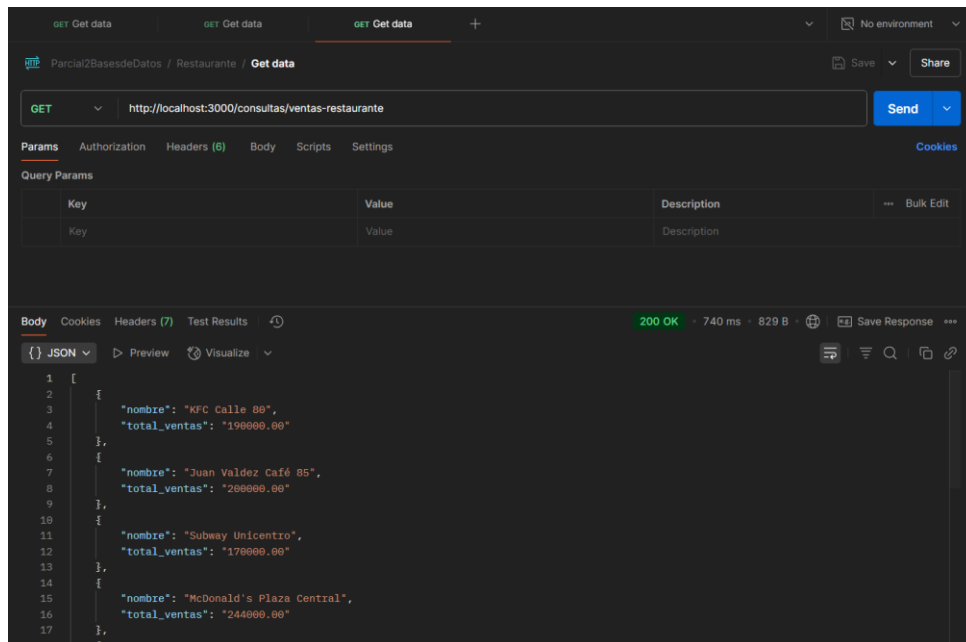 GET Get data GET Get data GET Get data + No environment
HTTP Parcial2BasesdeDatos / Restaurante / Get data Save Share
GET http://localhost:3000/consultas/ventas-restaurante Send
Params Authorization Headers (6) Body Scripts Settings Cookies
Query Params
Key Value Description ••• Bulk Edit
Key Value Description
Body Cookies Headers (7) Test Results 200 OK • 740 ms • 829 B • Save Response •••
{} JSON Preview Visualize
1 [
2 {
3 "nombre": "KFC Calle 80",
4 "total_ventas": "190000.00"
5 },
6 {
7 "nombre": "Juan Valdez Café 85",
8 "total_ventas": "200000.00"
9 },
10 {
11 "nombre": "Subway Unicentro",
12 "total_ventas": "170000.00"
13 },
14 {
15 "nombre": "McDonald's Plaza Central",
16 "total_ventas": "244000.00"
17 },